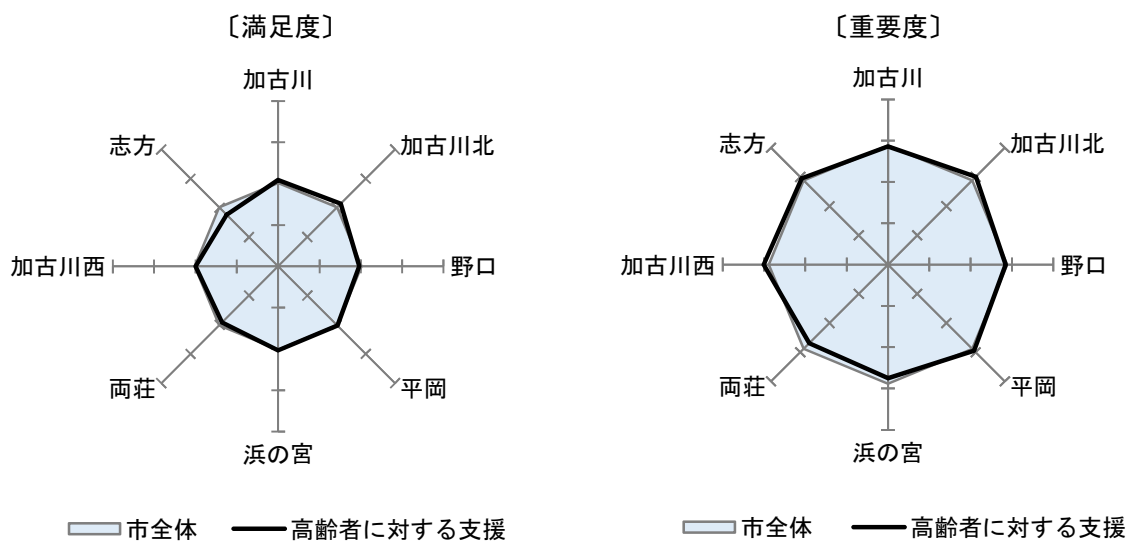 〔満足度〕
加古川
加古川北
野口
平岡
浜の宮
両荘
加古川西
志方
市全体
高齢者に対する支援
〔重要度〕
加古川
加古川北
野口
平岡
浜の宮
両荘
加古川西
志方
市全体
高齢者に対する支援